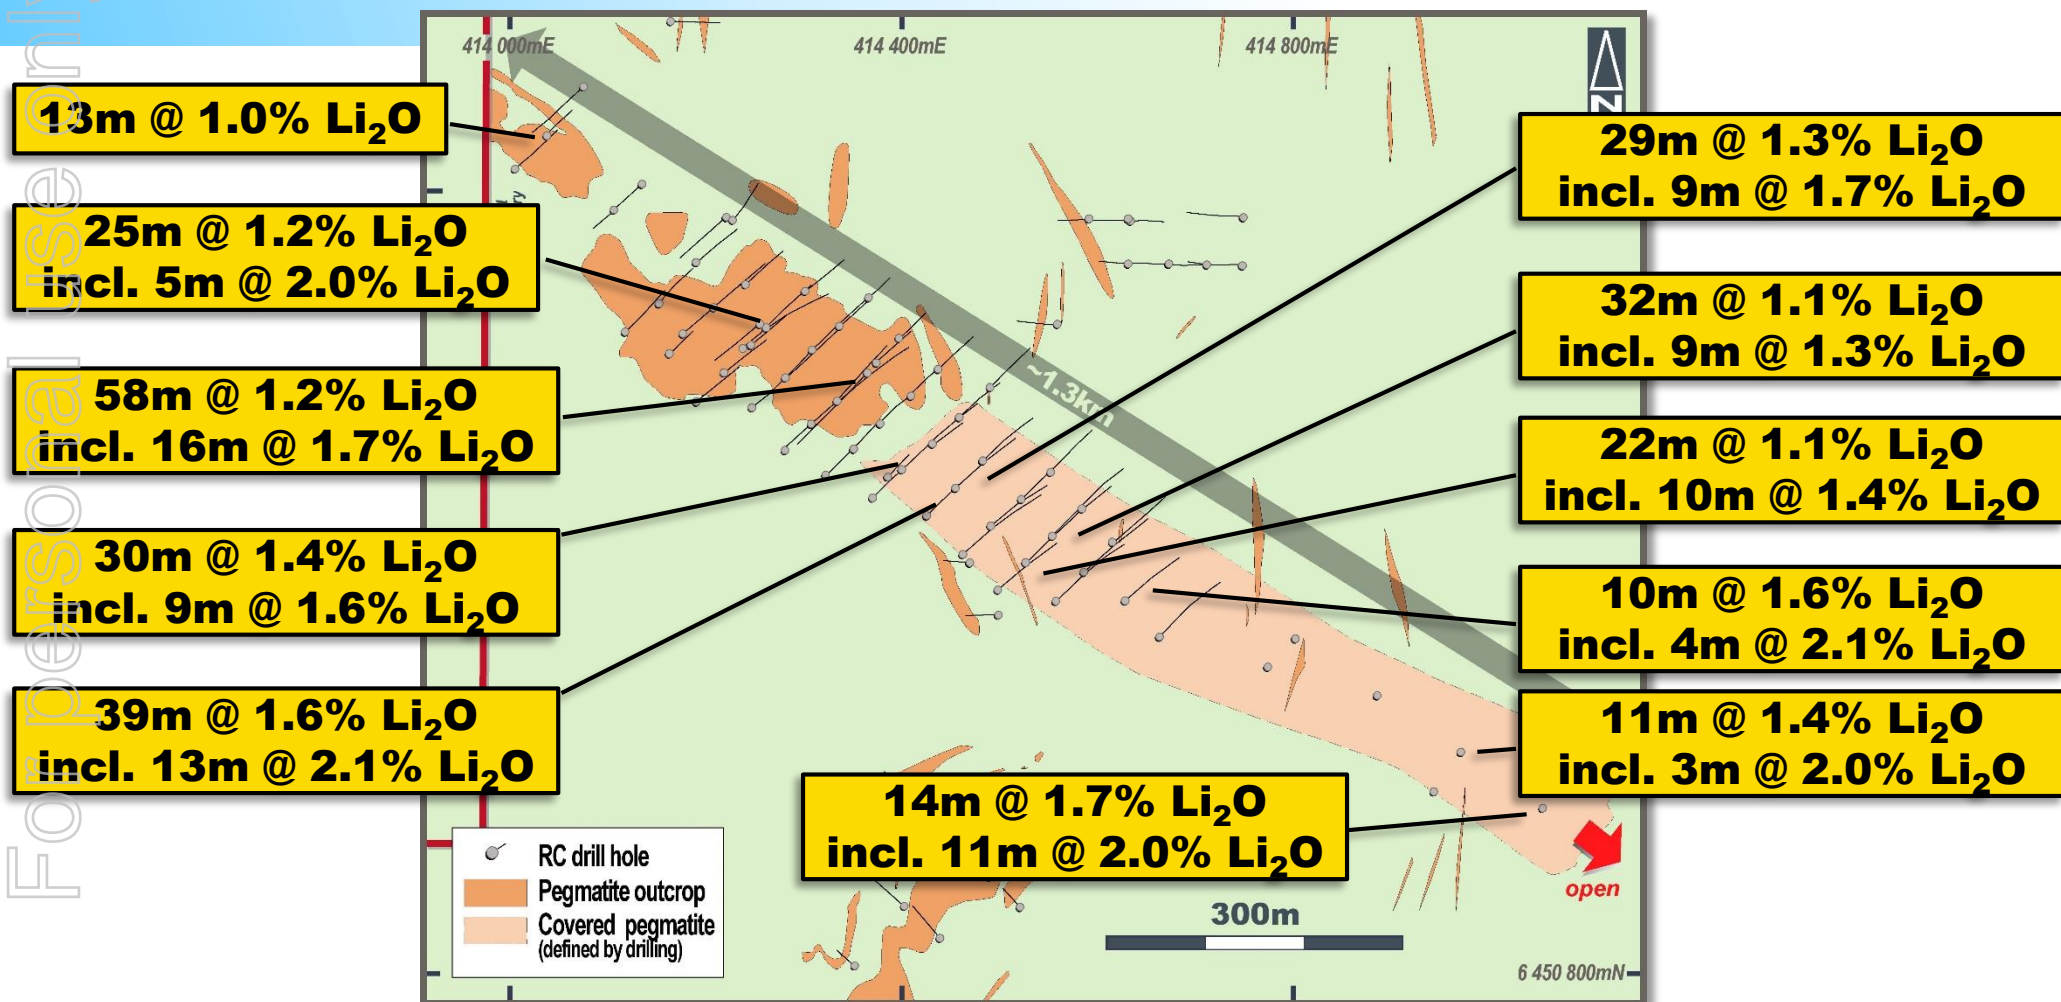 For personal use only
414 000mE
414 400mE
414 800mE
N
13m @ 1.0% Li₂O
25m @ 1.2% Li₂O
incl. 5m @ 2.0% Li₂O
58m @ 1.2% Li₂O
incl. 16m @ 1.7% Li₂O
30m @ 1.4% Li₂O
incl. 9m @ 1.6% Li₂O
39m @ 1.6% Li₂O
incl. 13m @ 2.1% Li₂O
~1.3km
29m @ 1.3% Li₂O
incl. 9m @ 1.7% Li₂O
32m @ 1.1% Li₂O
incl. 9m @ 1.3% Li₂O
22m @ 1.1% Li₂O
incl. 10m @ 1.4% Li₂O
10m @ 1.6% Li₂O
incl. 4m @ 2.1% Li₂O
11m @ 1.4% Li₂O
incl. 3m @ 2.0% Li₂O
14m @ 1.7% Li₂O
incl. 11m @ 2.0% Li₂O
open
RC drill hole
Pegmatite outcrop
Covered pegmatite
(defined by drilling)
300m
6 450 800mN